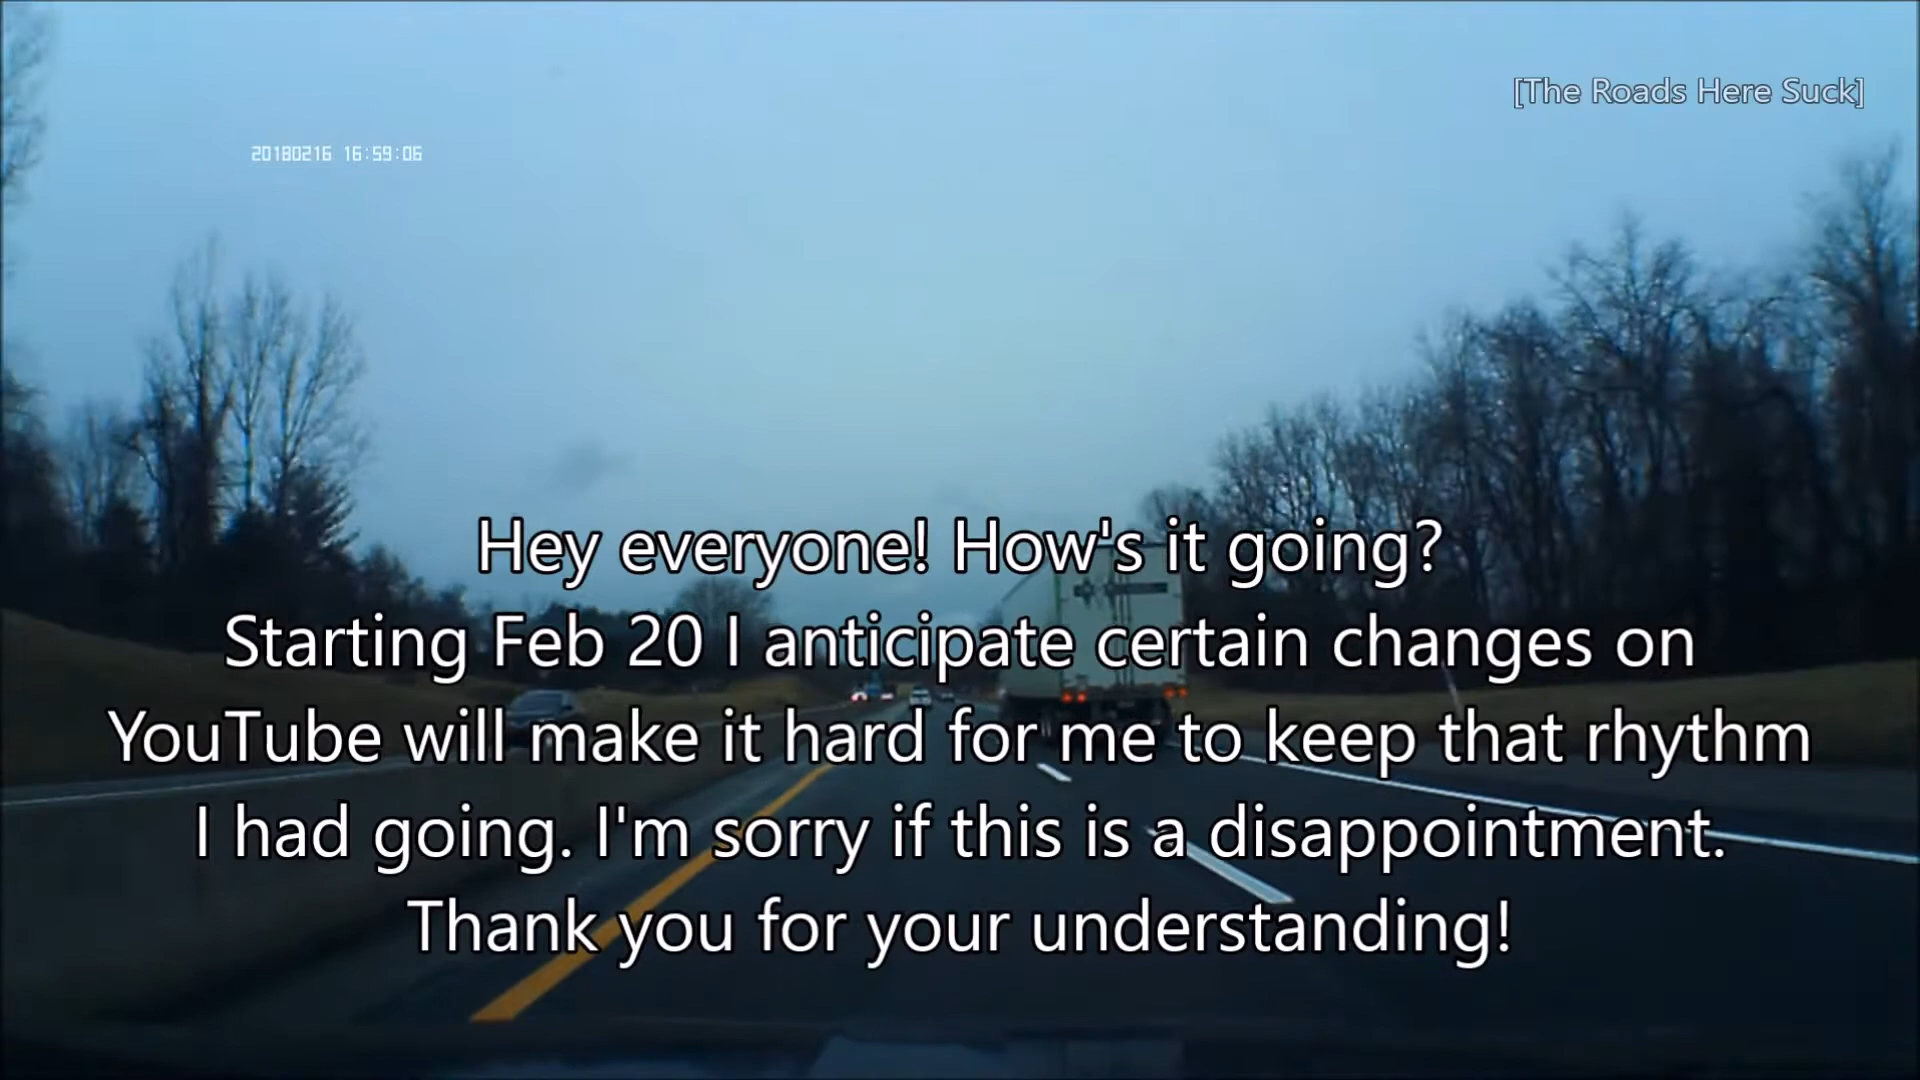 [The Roads Here Suck]
20180216 16:59:06
Hey everyone! How's it going?
Starting Feb 20 I anticipate certain changes on
YouTube will make it hard for me to keep that rhythm
I had going. I'm sorry if this is a disappointment.
Thank you for your understanding!